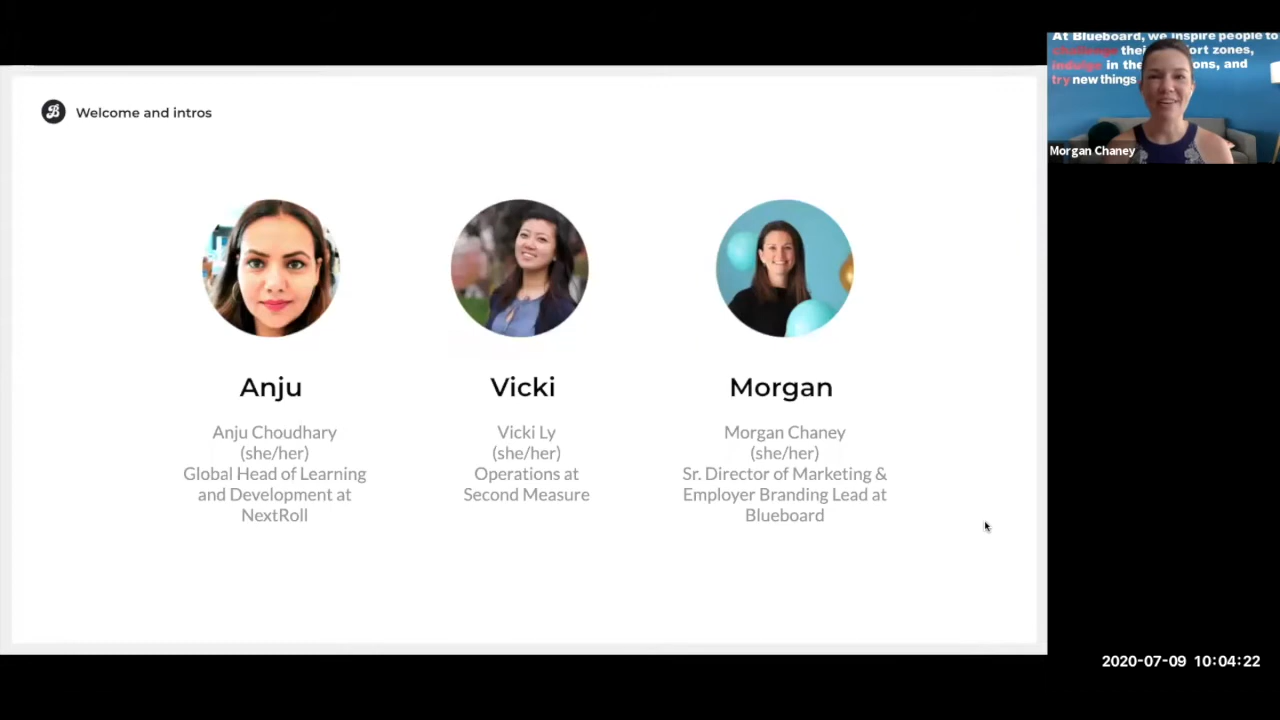 Welcome and intros
Anju
Anju Choudhary
(she/her)
Global Head of Learning
and Development at
NextRoll
Vicki
Vicki Ly
(she/her)
Operations at
Second Measure
Morgan
Morgan Chaney
(she/her)
Sr. Director of Marketing &
Employer Branding Lead at
Blueboard
At Blueboard, we inspire people to
challenge ort zones,
indulge in ons, and
try new things
Morgan Chaney
2020-07-09 10:04:22